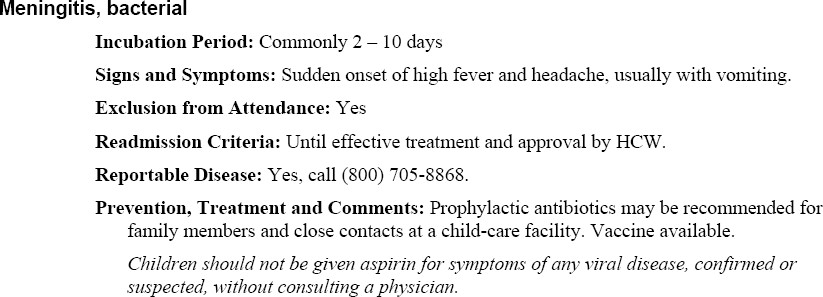 Meningitis, bacterial
Incubation Period: Commonly 2 – 10 days
Signs and Symptoms: Sudden onset of high fever and headache, usually with vomiting.
Exclusion from Attendance: Yes
Readmission Criteria: Until effective treatment and approval by HCW.
Reportable Disease: Yes, call (800) 705-8868.
Prevention, Treatment and Comments: Prophylactic antibiotics may be recommended for
family members and close contacts at a child-care facility. Vaccine available.
Children should not be given aspirin for symptoms of any viral disease, confirmed or
suspected, without consulting a physician.